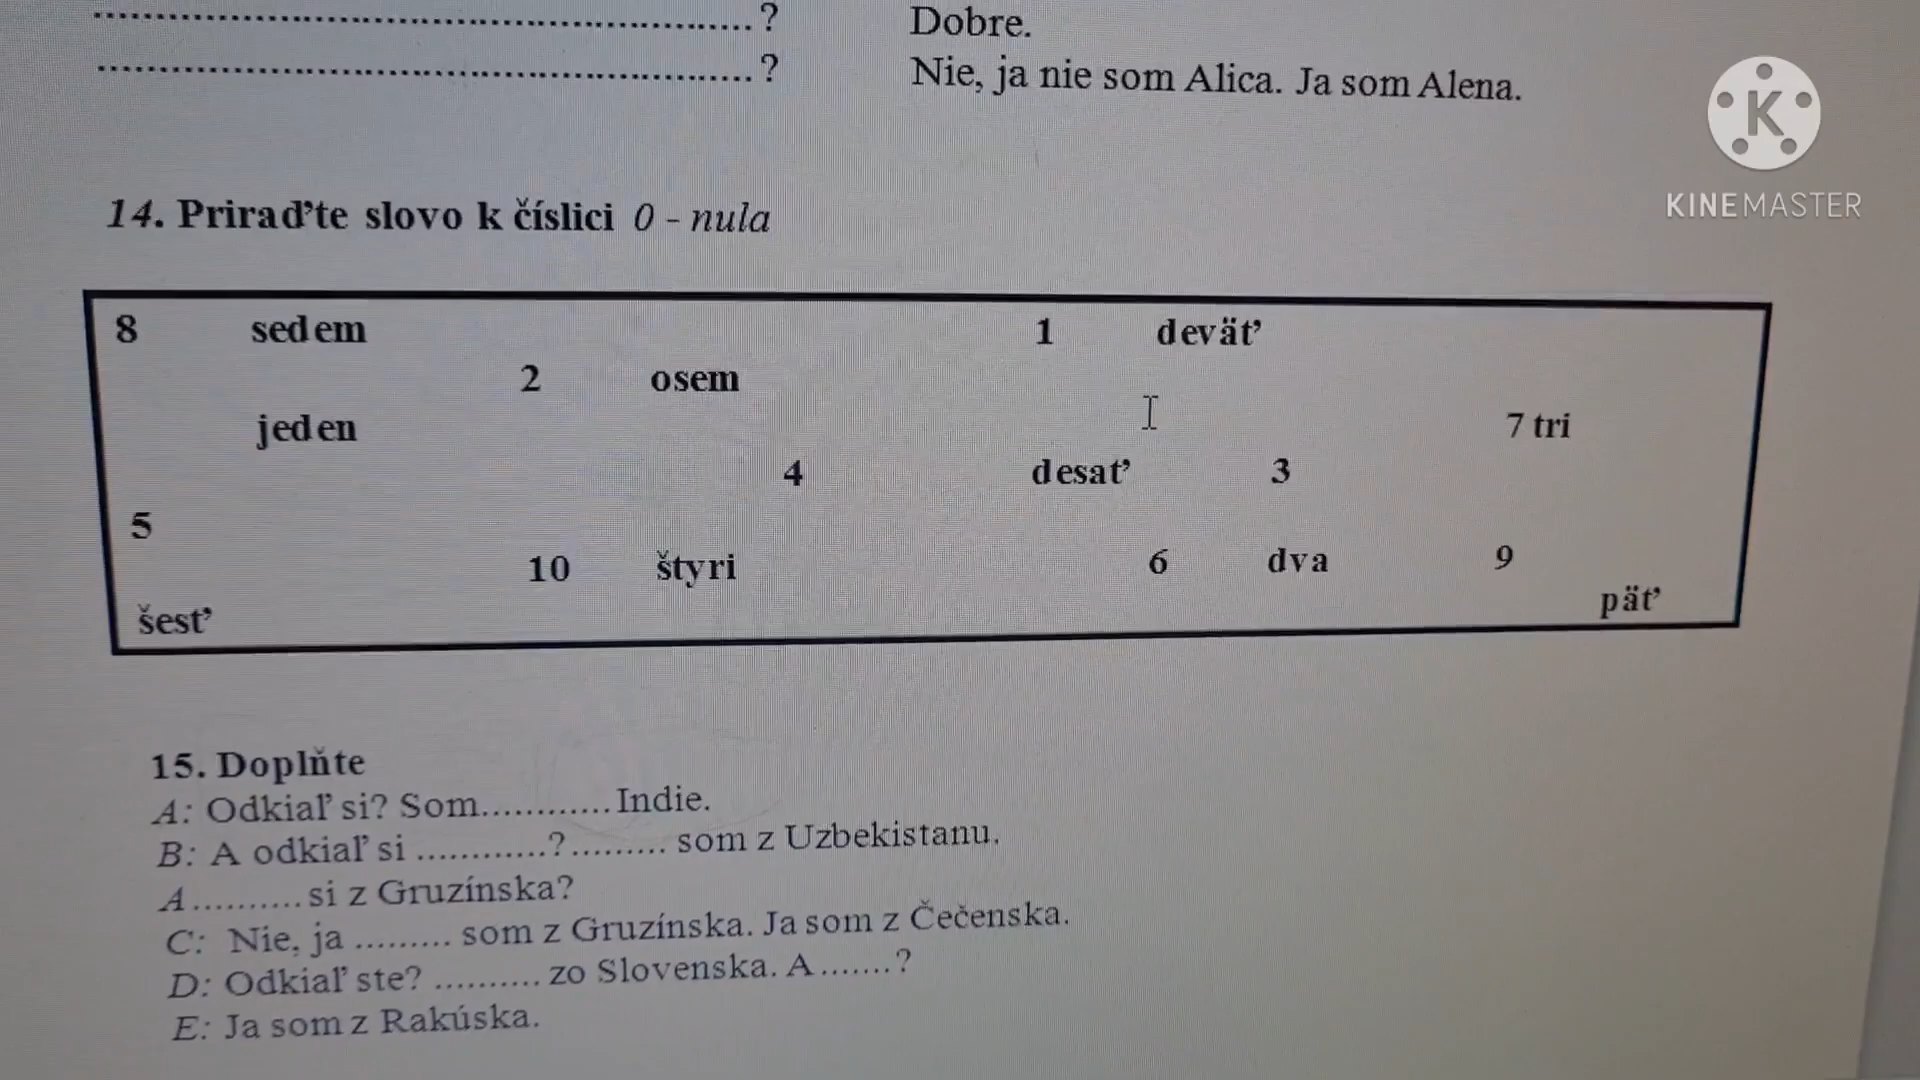 .......................................................? Dobre.
.......................................................? Nie, ja nie som Alica. Ja som Alena.
KINEMASTER
14. Priraďte slovo k číslici 0 - nula
8 sedem 1 deväť
2 osem
jeden 7 tri
4 desať 3
5
10 štyri 6 dva 9
päť
šesť
15. Doplňte
A: Odkiaľ si? Som............ Indie.
B: A odkiaľ si ............?......... som z Uzbekistanu.
A.......... si z Gruzínska?
C: Nie, ja ......... som z Gruzínska. Ja som z Čečenska.
D: Odkiaľ ste? .......... zo Slovenska. A.......?
E: Ja som z Rakúska.